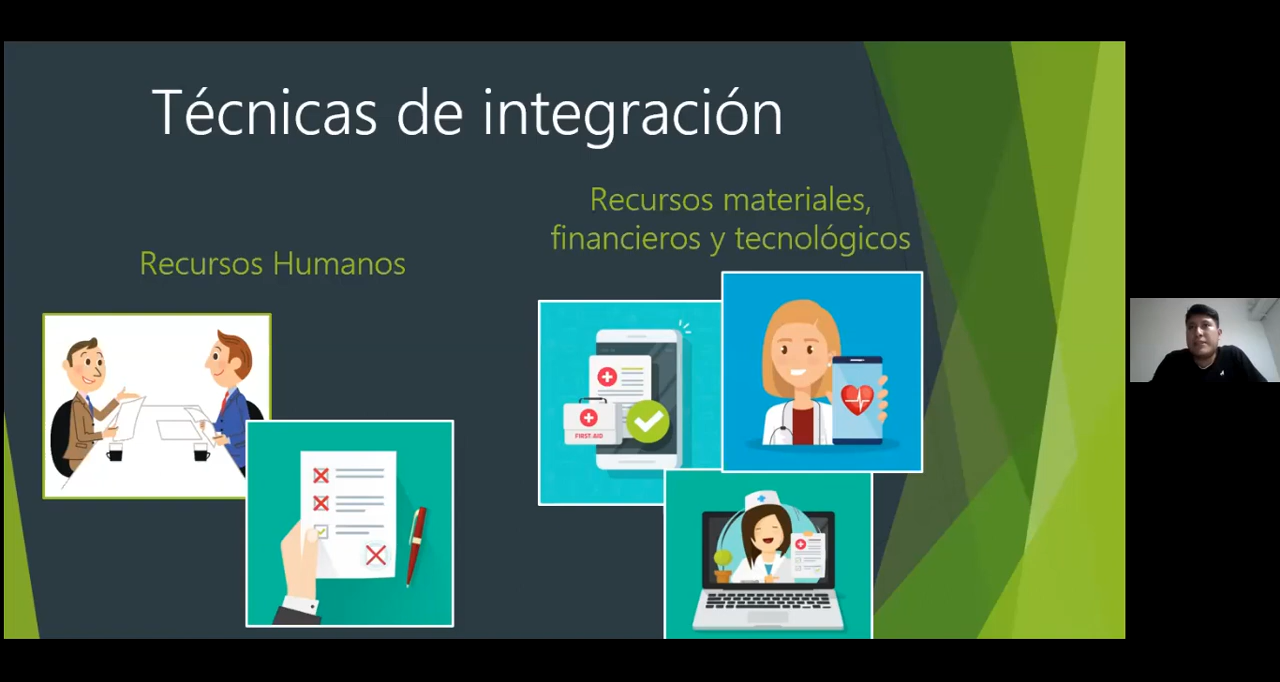 Técnicas de integración
Recursos Humanos
Recursos materiales,
financieros y tecnológicos
FIRST-AID